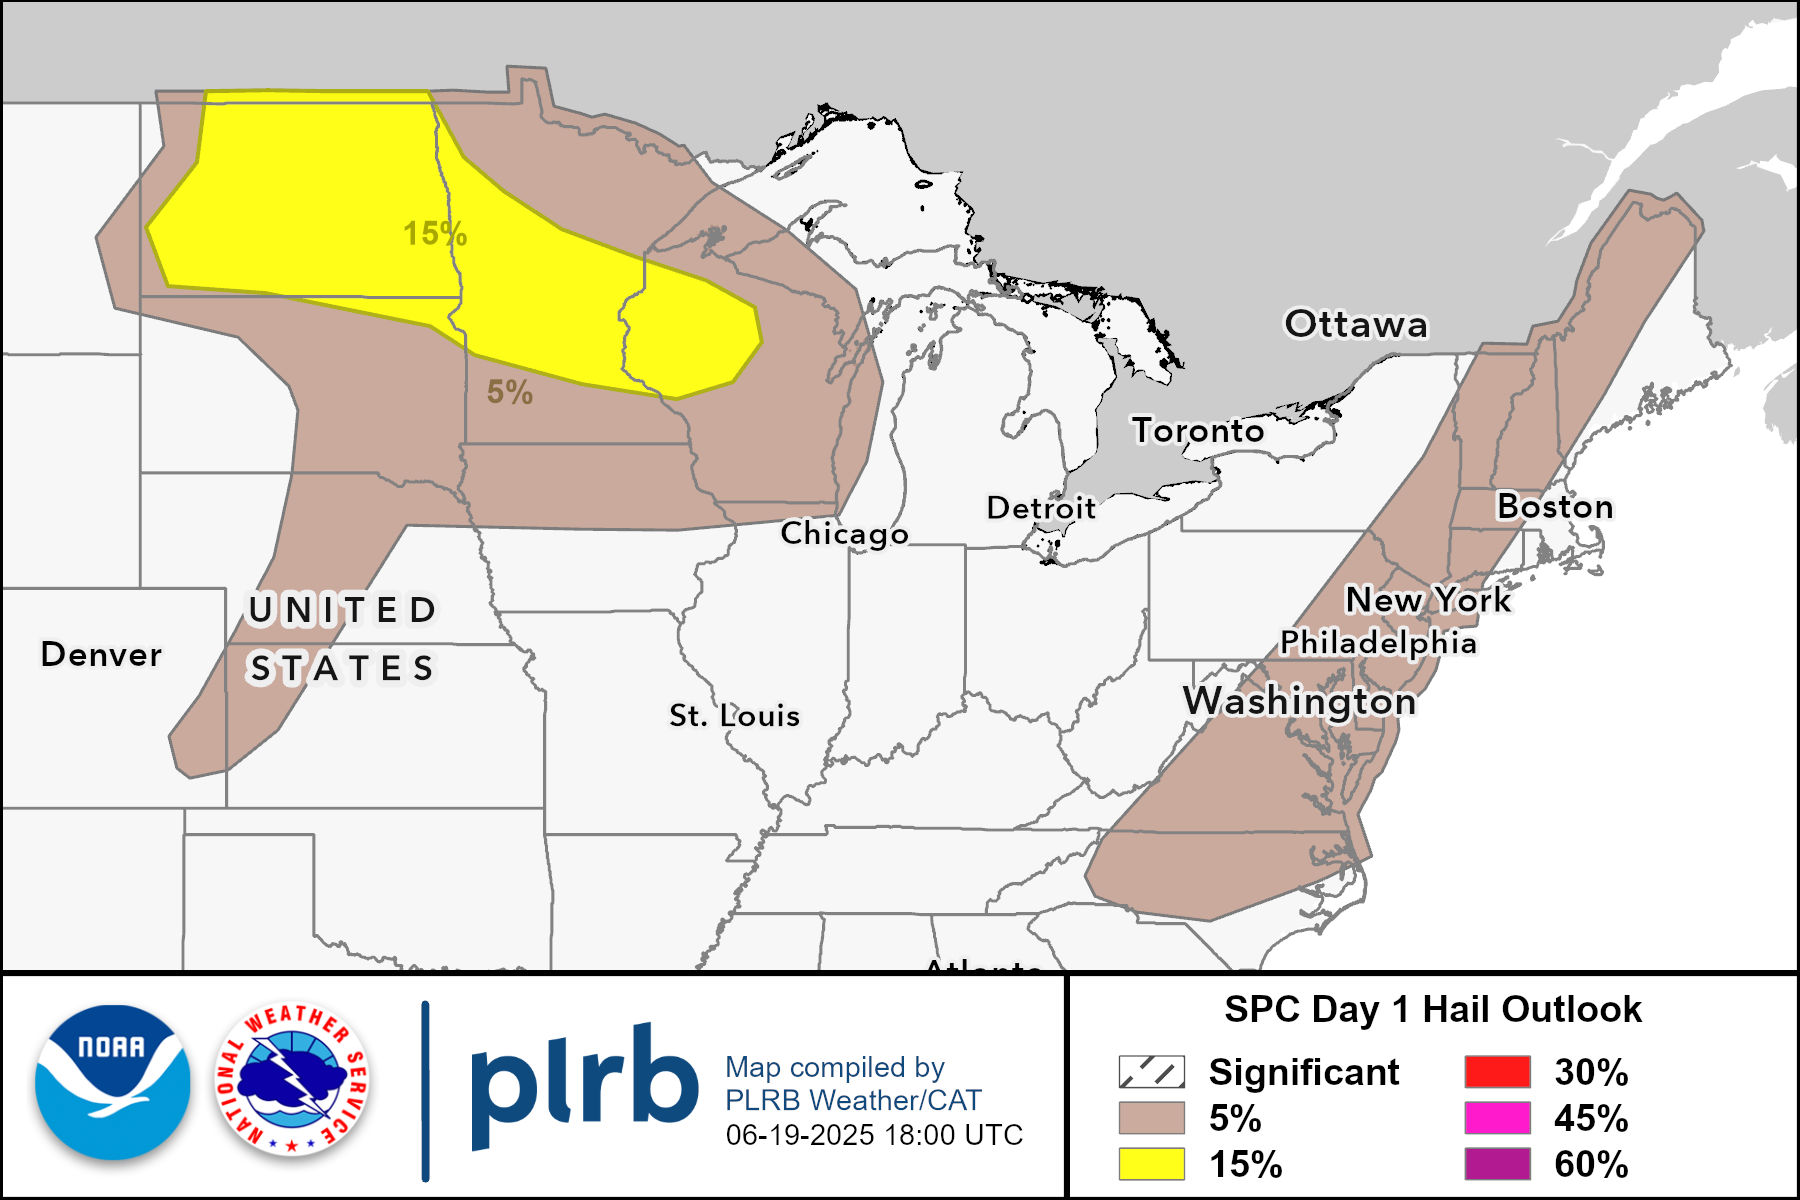 15%
5%
Ottawa
Toronto
Detroit
Chicago
Boston
New York
Philadelphia
Washington
UNITED
STATES
Denver
St. Louis
Atlanta
NOAA
NATIONAL WEATHER SERVICE
plrb
Map compiled by
PLRB Weather/CAT
06-19-2025 18:00 UTC
SPC Day 1 Hail Outlook
Significant
5%
15%
30%
45%
60%